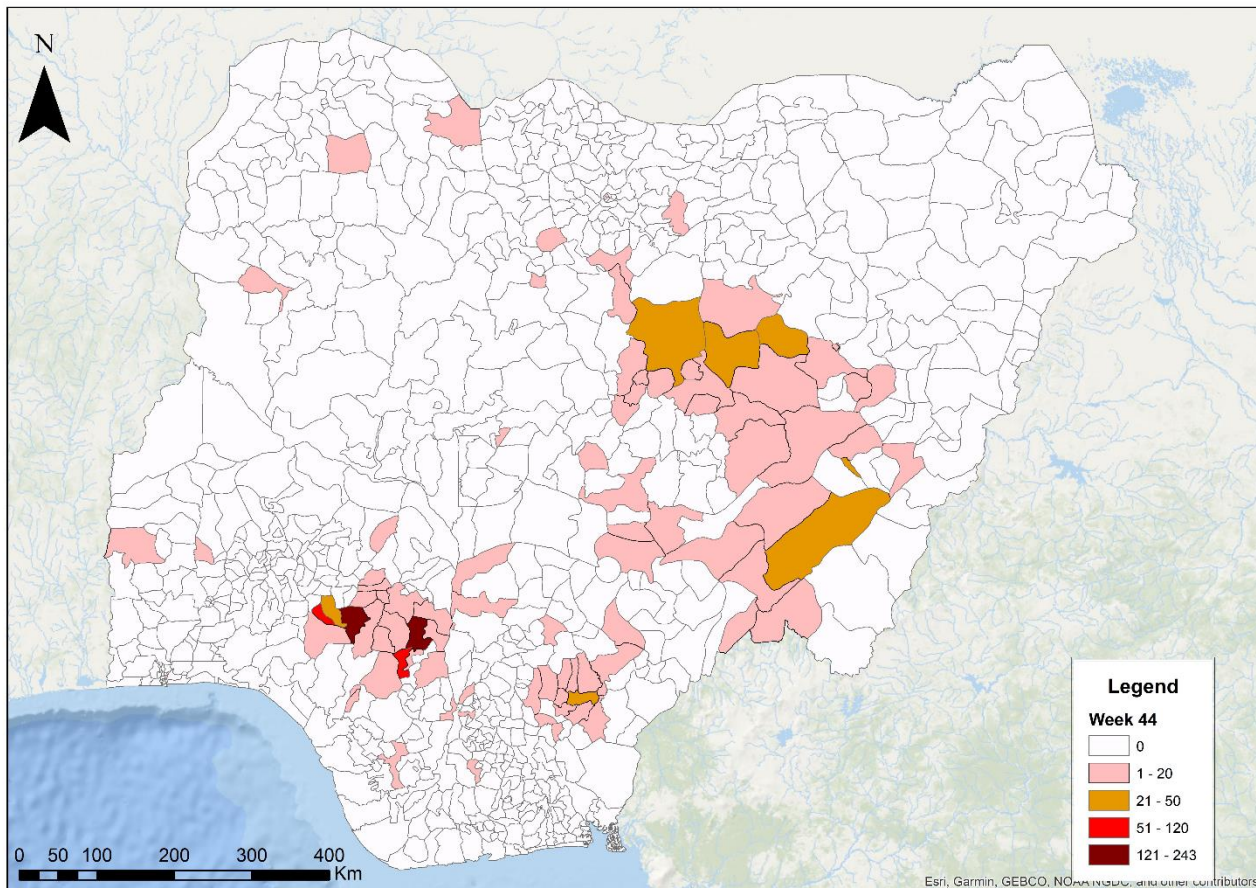 N
Legend
Week 44
0
1 - 20
21 - 50
51 - 120
121 - 243
0 50 100 200 300 400
Km
Esri, Garmin, GEBCO, NOAA NGDC, and other contributors